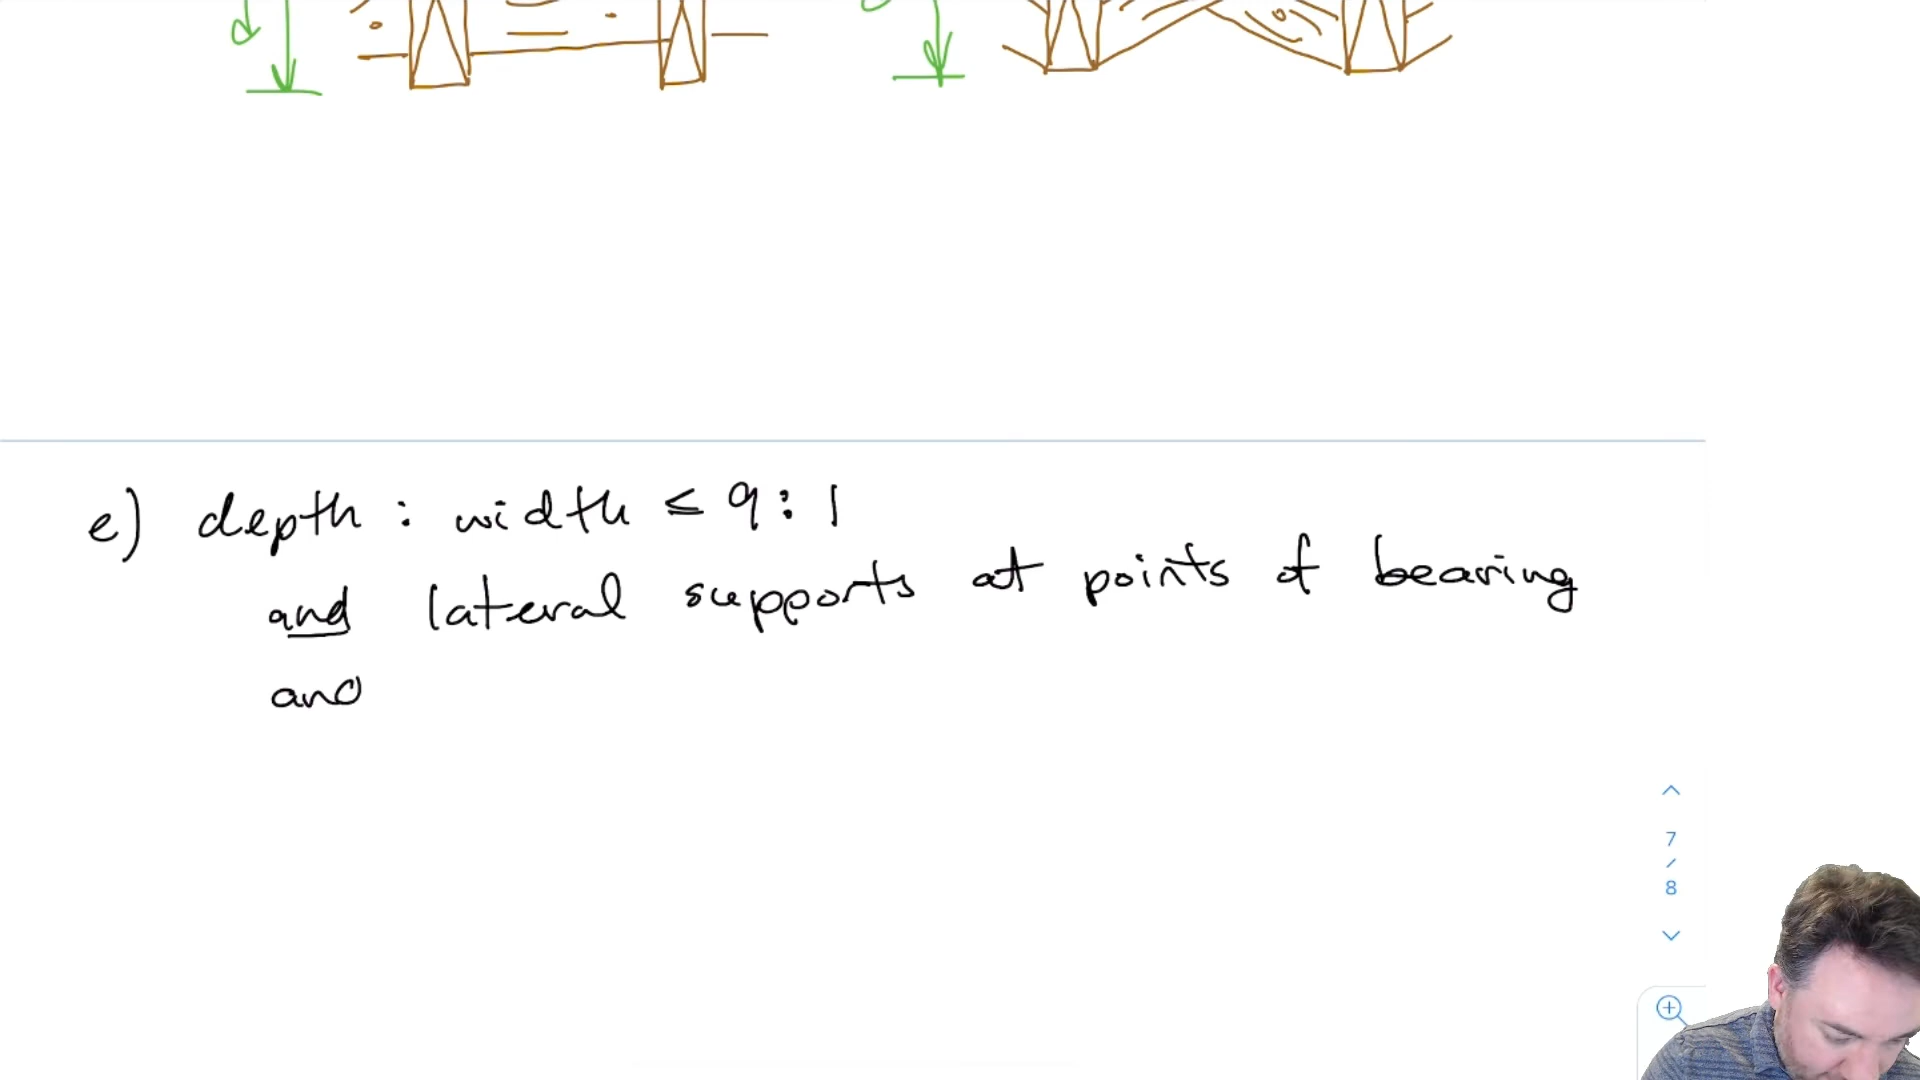 d
e) depth : width ≤ 9 : 1
and lateral supports at points of bearing
and
7
/
8